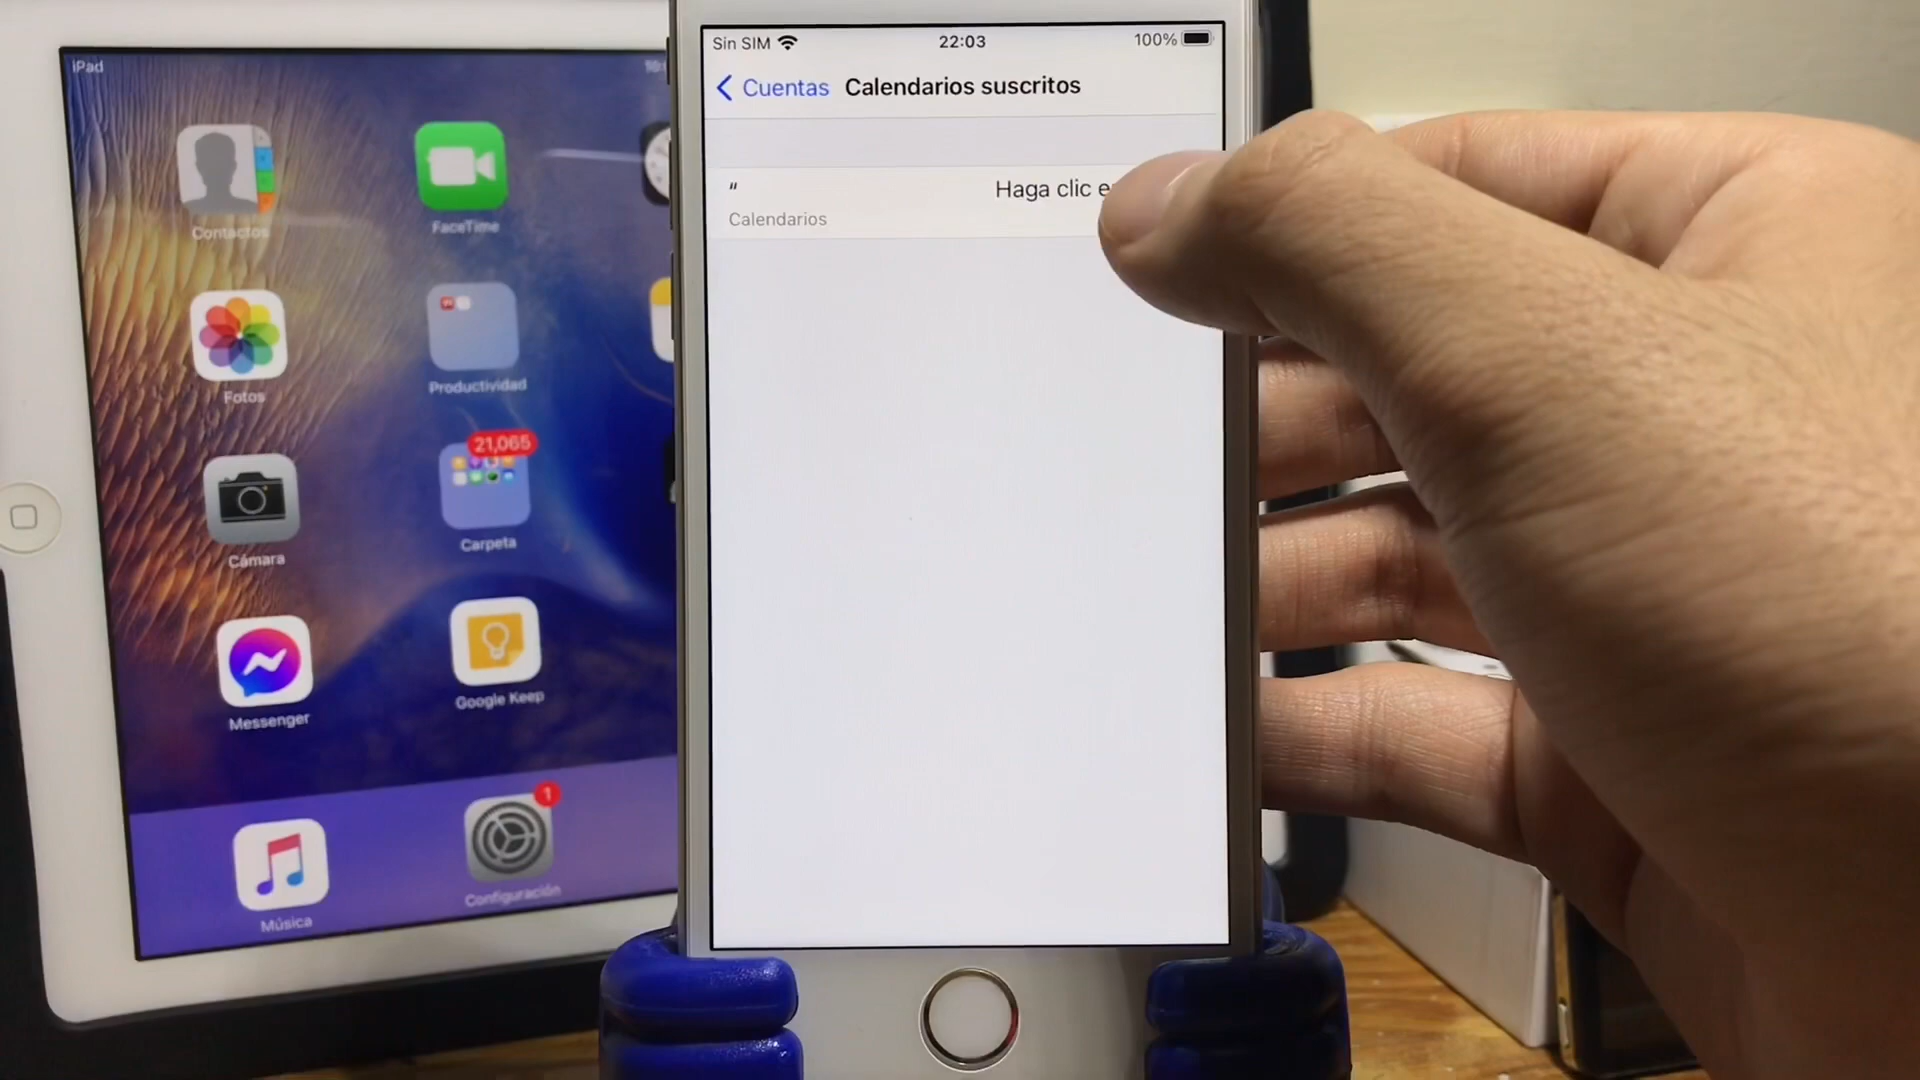 iPad
Contactos
FaceTime
Fotos
Productividad
21,065
Cámara
Carpeta
Messenger
Google Keep
1
Música
Configuración
Sin SIM
22:03
100%
Cuentas
Calendarios suscritos
“
Haga clic
Calendarios